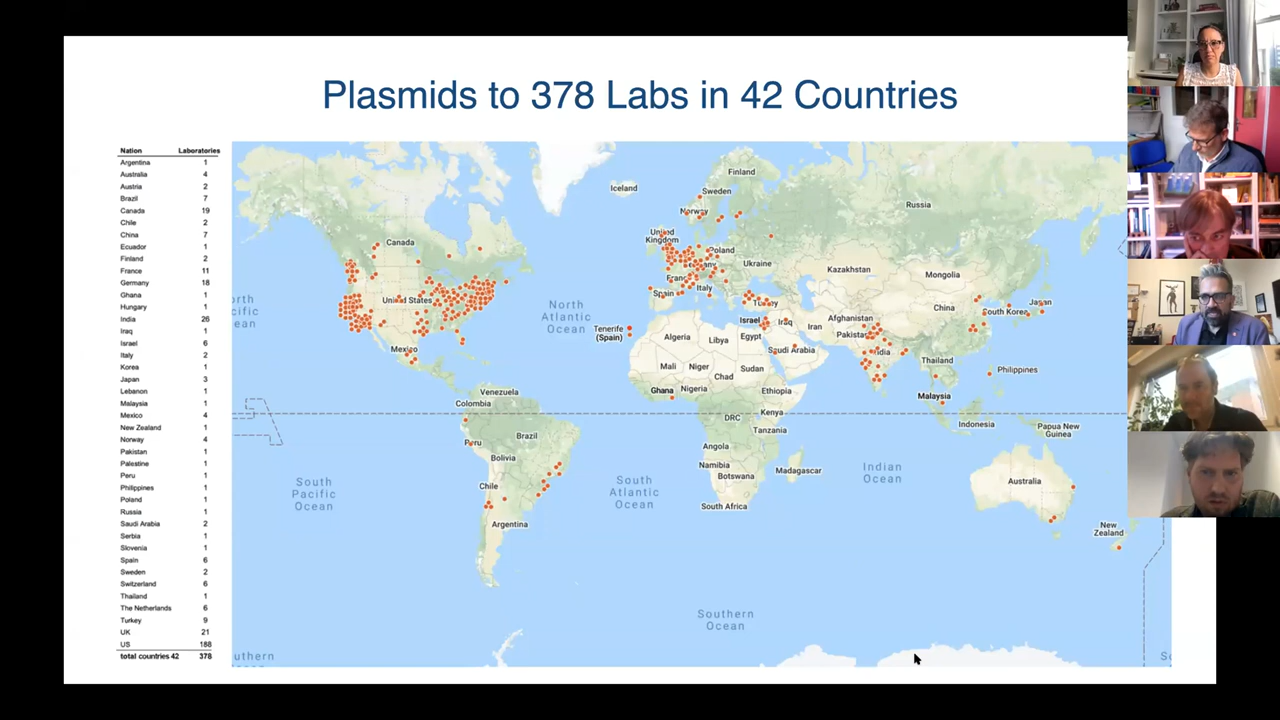 Plasmids to 378 Labs in 42 Countries
Nation Laboratories
Argentina 1
Australia 4
Austria 2
Brazil 7
Canada 19
Chile 2
China 7
Ecuador 1
Finland 2
France 11
Germany 18
Ghana 1
Hungary 1
India 26
Iraq 1
Israel 6
Italy 2
Korea 1
Japan 3
Lebanon 1
Malaysia 1
Mexico 4
New Zealand 1
Norway 4
Pakistan 1
Palestine 1
Peru 1
Philippines 1
Poland 1
Russia 1
Saudi Arabia 2
Serbia 1
Slovenia 1
Spain 6
Sweden 2
Switzerland 6
Thailand 1
The Netherlands 6
Turkey 9
UK 21
US 188
total countries 42 378
Finland
Iceland
Sweden
Russia
Norway
United
Kingdom
Canada
Poland
Ukraine
Kazakhstan
Mongolia
France
Italy
Spain
United States
North
Atlantic
Ocean
Turkey
China
South Korea
Japan
Tenerife
(Spain)
Israel
Iraq
Iran
Afghanistan
Pakistan
Algeria
Libya
Egypt
Saudi Arabia
India
Mexico
Mali
Niger
Chad
Sudan
Thailand
Philippines
Venezuela
Ghana
Nigeria
Ethiopia
Malaysia
Colombia
DRC
Kenya
Indonesia
Papua New
Guinea
Tanzania
Peru
Brazil
Angola
Bolivia
Namibia
Botswana
Madagascar
Indian
Ocean
Australia
South
Pacific
Ocean
Chile
South
Atlantic
Ocean
South Africa
Argentina
New
Zealand
Southern
Ocean